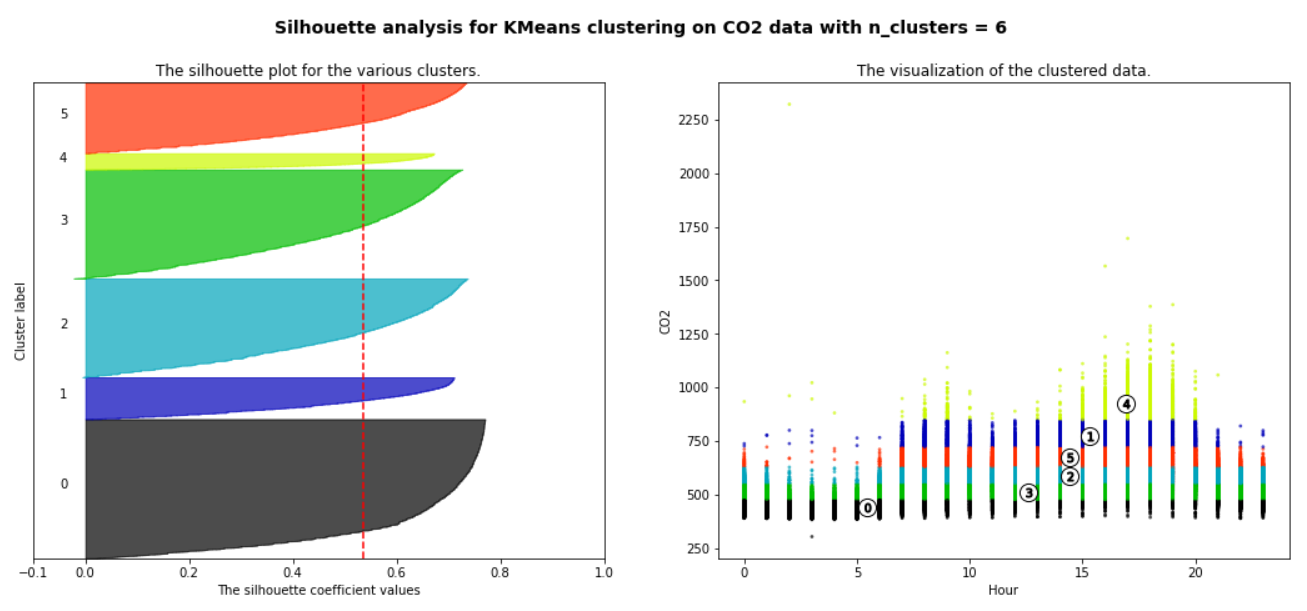 Silhouette analysis for KMeans clustering on CO2 data with n_clusters = 6
The silhouette plot for the various clusters.
5
4
3
2
1
0
Cluster label
−0.1 0.0 0.2 0.4 0.6 0.8 1.0
The silhouette coefficient values
The visualization of the clustered data.
2250
2000
1750
1500
1250
1000
750
500
250
CO2
4
1
5
2
3
0
0 5 10 15 20
Hour